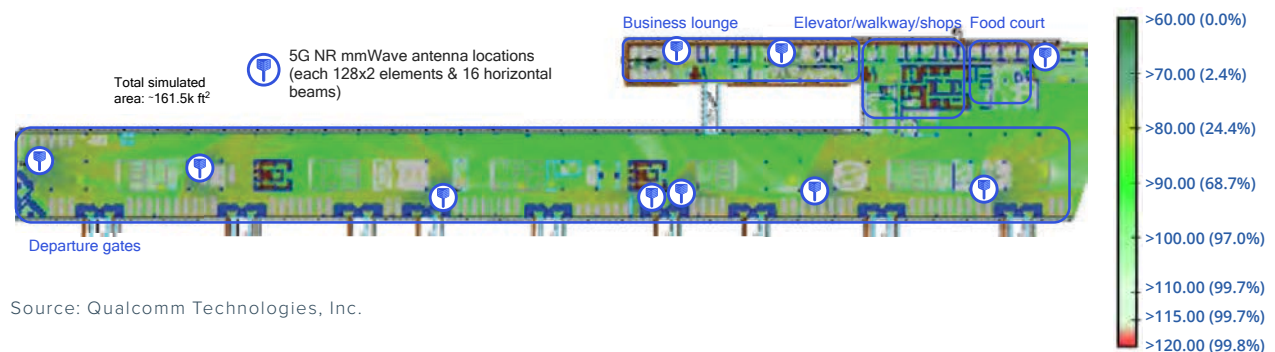 Business lounge
Elevator/walkway/shops
Food court
5G NR mmWave antenna locations
(each 128x2 elements & 16 horizontal
beams)
Total simulated
area: ~161.5k ft²
Departure gates
Source: Qualcomm Technologies, Inc.
>60.00 (0.0%)
>70.00 (2.4%)
>80.00 (24.4%)
>90.00 (68.7%)
>100.00 (97.0%)
>110.00 (99.7%)
>115.00 (99.7%)
>120.00 (99.8%)